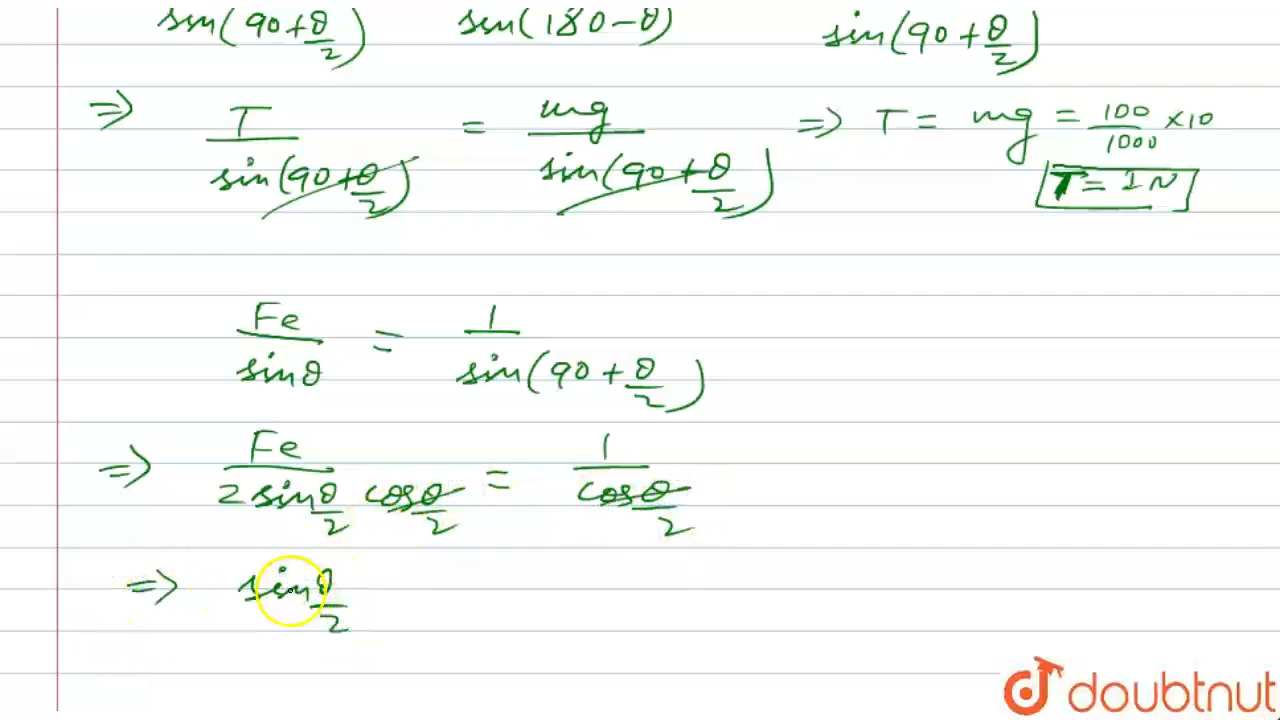 sin(90+θ/2) sin(180-θ) sin(90+θ/2)
⇒ T/sin(90+θ/2) = mg/sin(90+θ/2) ⇒ T = mg = 100/1000 ×10
T = 1N
Fe/sinθ = 1/sin(90+θ/2)
⇒ Fe/2sinθ/2 cosθ/2 = 1/cosθ/2
⇒ sinθ/2
doubtnut